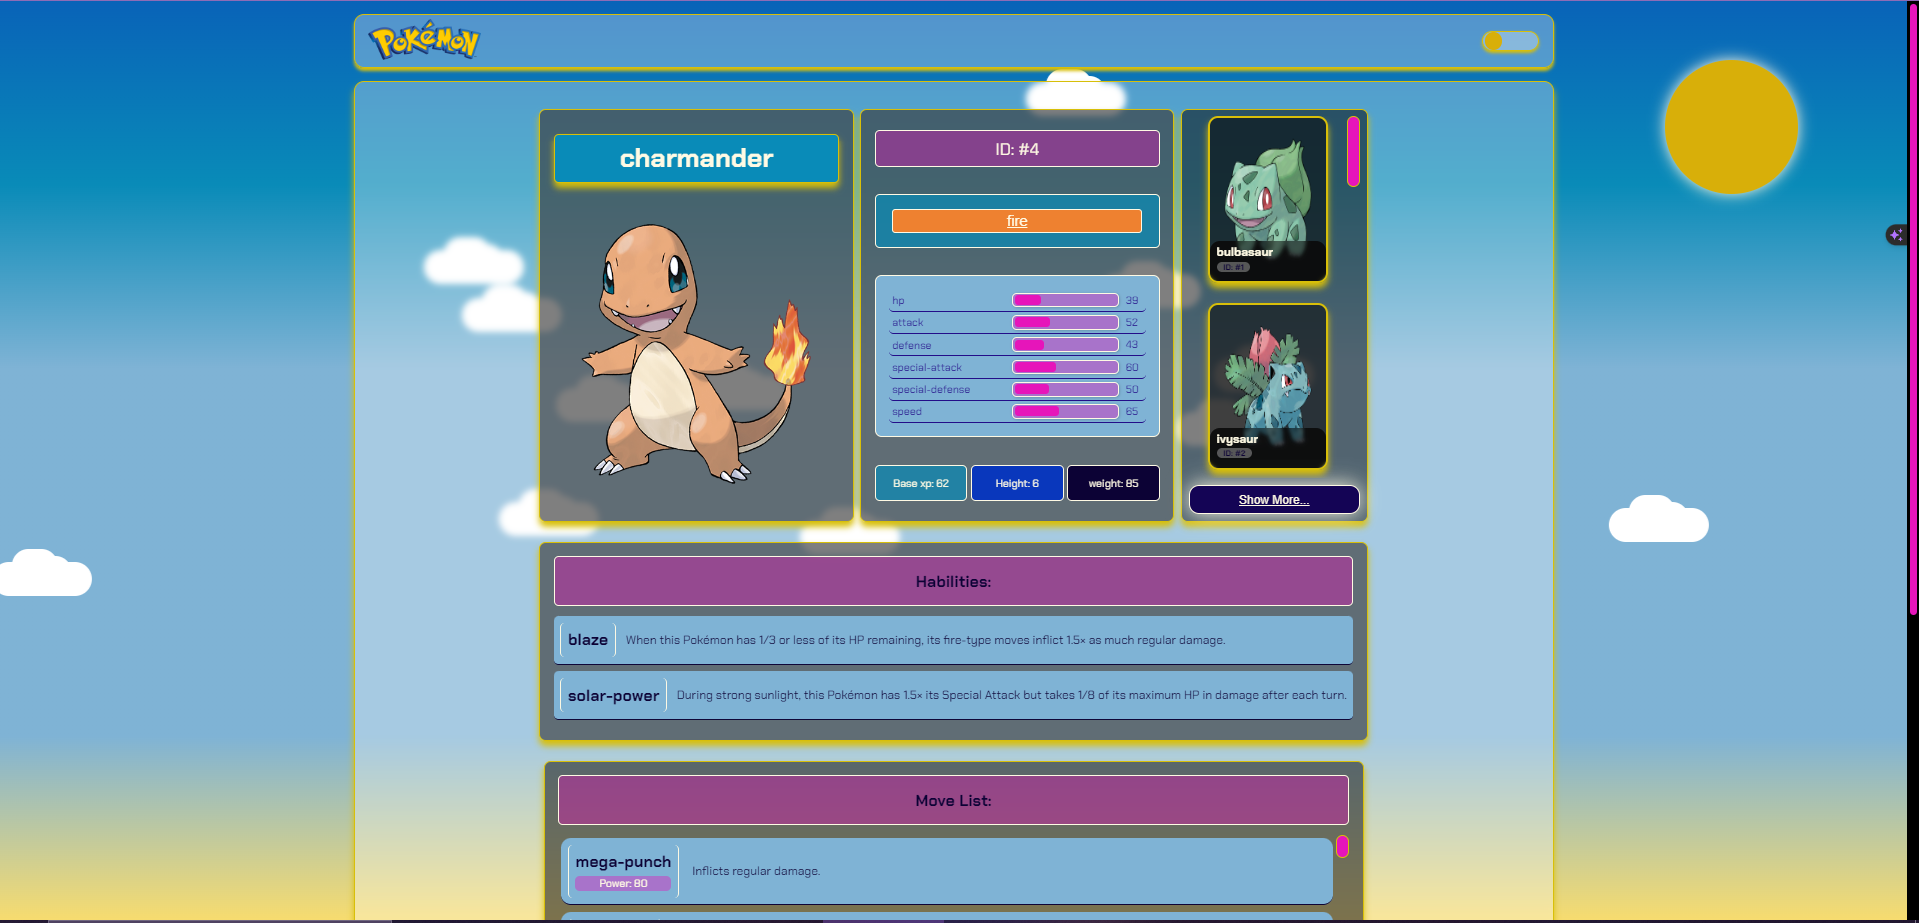 POKéMON
charmander
ID: #4
fire
hp 39
attack 52
defense 43
special-attack 60
special-defense 50
speed 65
Base xp: 62
Height: 6
weight: 85
bulbasaur
ID: #1
ivysaur
ID: #2
Show More...
Habilities:
blaze
When this Pokémon has 1/3 or less of its HP remaining, its fire-type moves inflict 1.5× as much regular damage.
solar-power
During strong sunlight, this Pokémon has 1.5× its Special Attack but takes 1/8 of its maximum HP in damage after each turn.
Move List:
mega-punch
Power: 80
Inflicts regular damage.